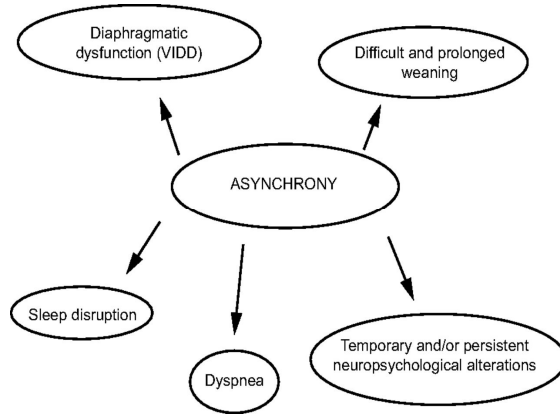 Diaphragmatic
dysfunction (VIDD)
Difficult and prolonged
weaning
ASYNCHRONY
Sleep disruption
Dyspnea
Temporary and/or persistent
neuropsychological alterations